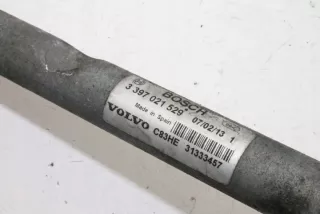 BOSCH
3 397 021 529 07/02/13 1
Made in Spain
VOLVO C83HE 31333457